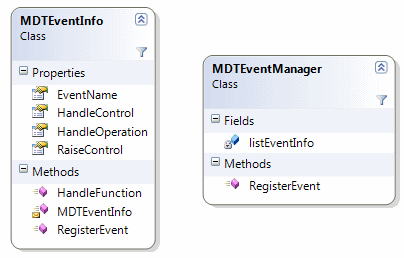 MDTEventInfo
Class
Properties
EventName
HandleControl
HandleOperation
RaiseControl
Methods
HandleFunction
MDTEventInfo
RegisterEvent
MDTEventManager
Class
Fields
listEventInfo
Methods
RegisterEvent